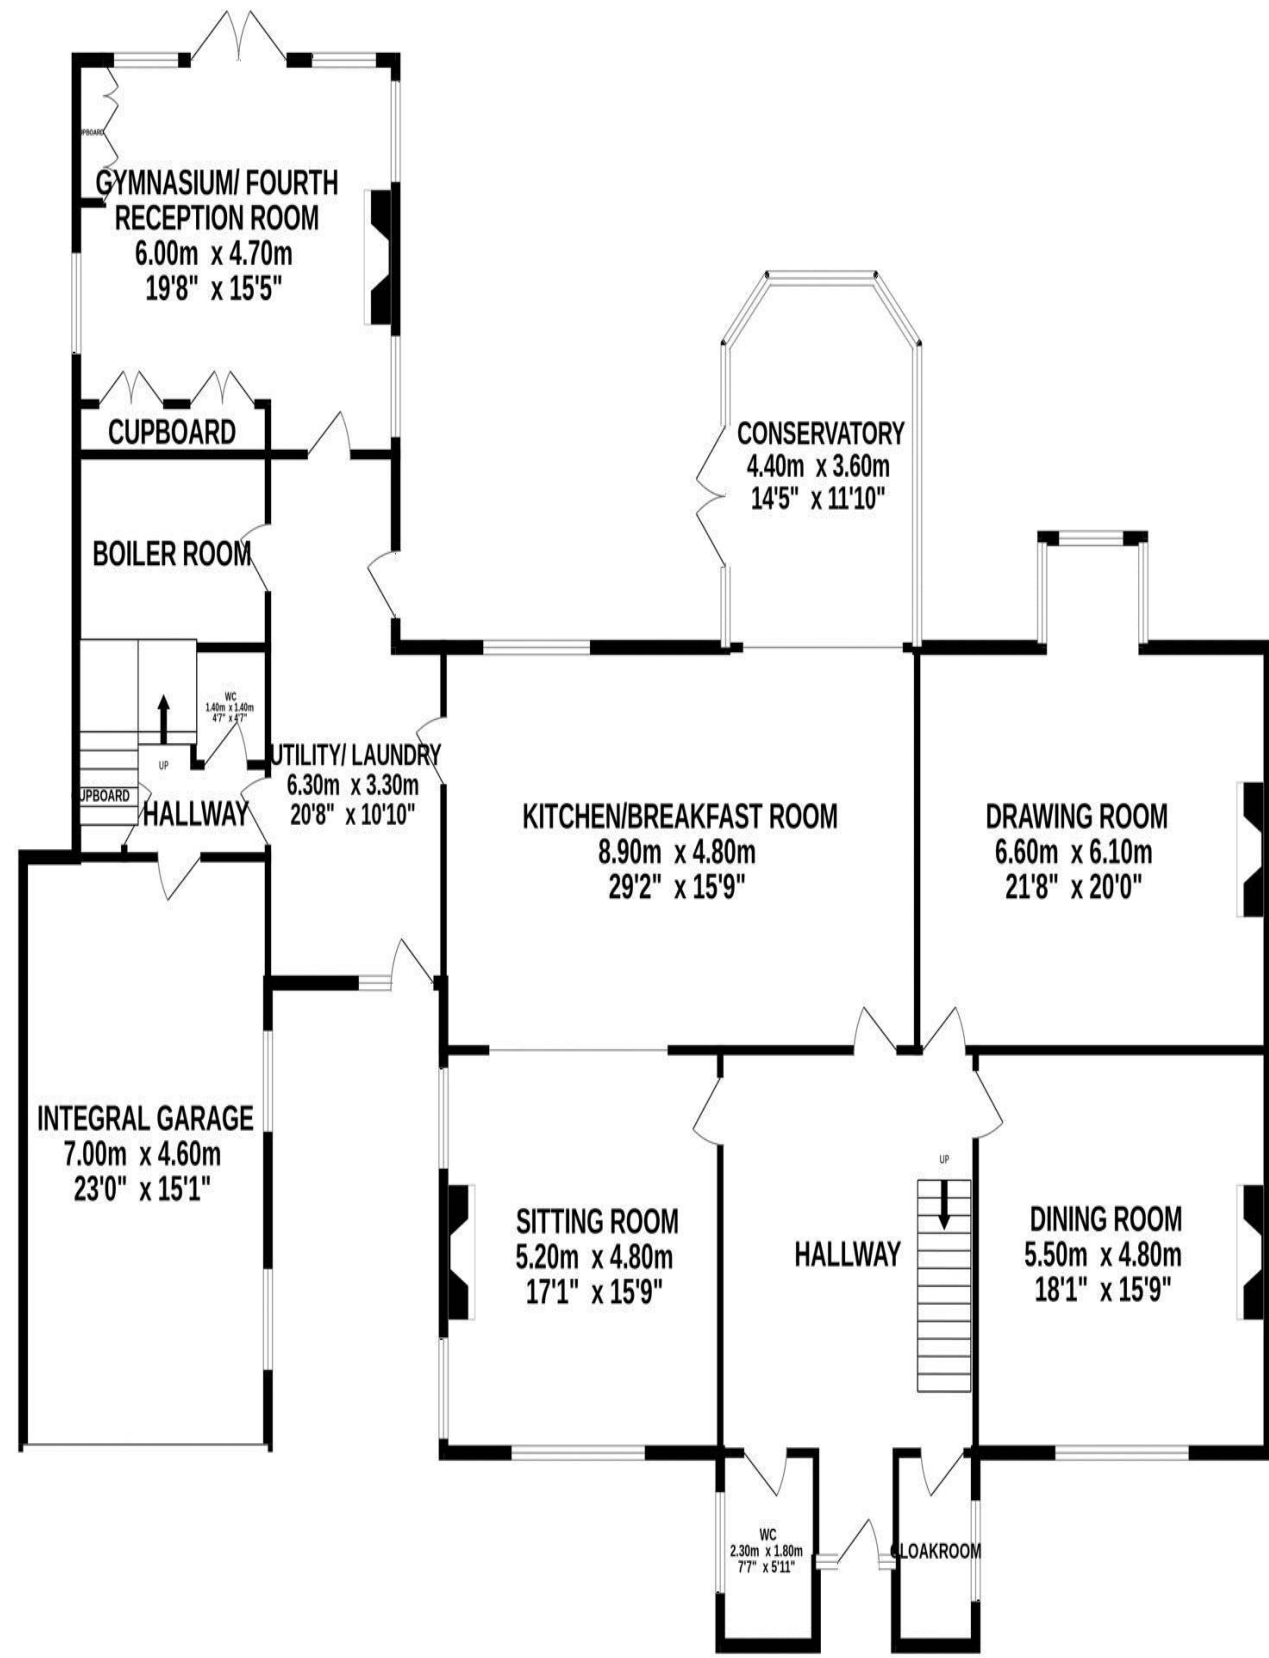 UPBOARD
GYMNASIUM/ FOURTH
RECEPTION ROOM
6.00m x 4.70m
19'8" x 15'5"
CUPBOARD
CONSERVATORY
4.40m x 3.60m
14'5" x 11'10"
BOILER ROOM
WC
1.40m x 1.40m
4'7" x 4'7"
UP
UPBOARD
HALLWAY
UTILITY/ LAUNDRY
6.30m x 3.30m
20'8" x 10'10"
KITCHEN/BREAKFAST ROOM
8.90m x 4.80m
29'2" x 15'9"
DRAWING ROOM
6.60m x 6.10m
21'8" x 20'0"
INTEGRAL GARAGE
7.00m x 4.60m
23'0" x 15'1"
SITTING ROOM
5.20m x 4.80m
17'1" x 15'9"
HALLWAY
UP
DINING ROOM
5.50m x 4.80m
18'1" x 15'9"
WC
2.30m x 1.80m
7'7" x 5'11"
CLOAKROOM